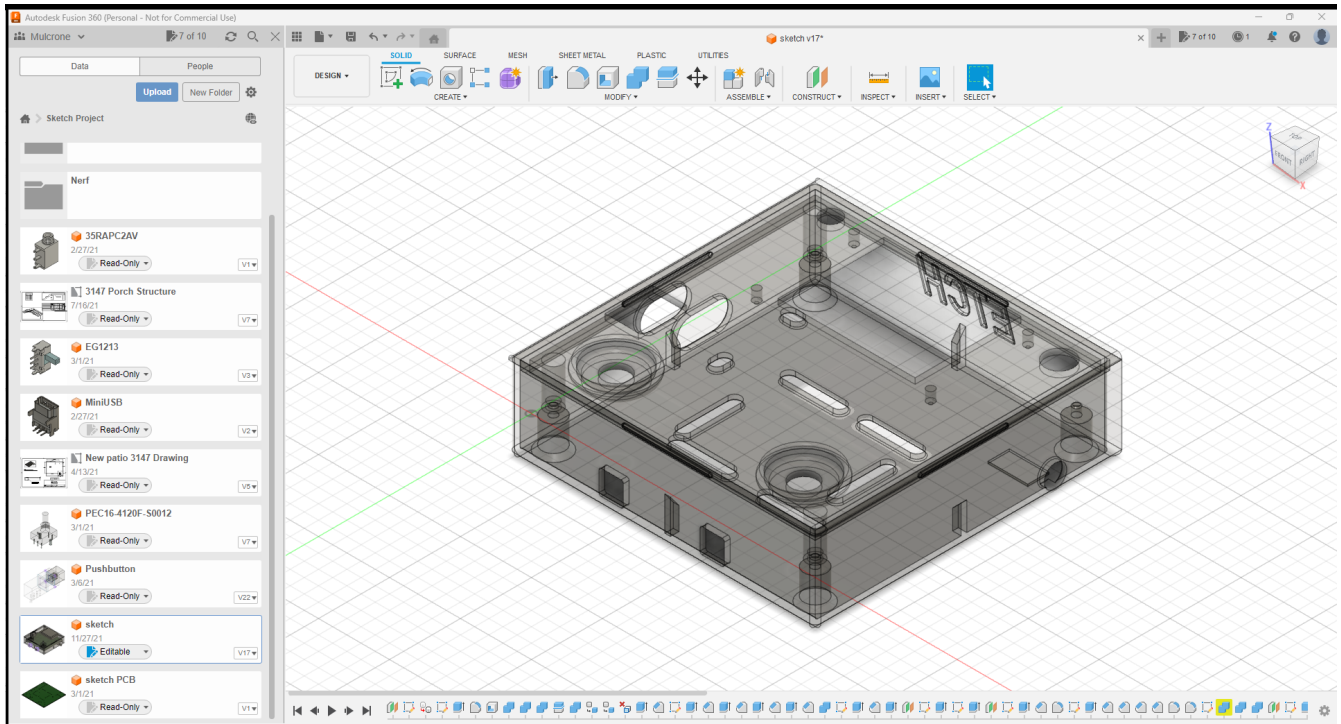 Autodesk Fusion 360 (Personal - Not for Commercial Use)
Mulcrone
7 of 10
sketch v17*
7 of 10
1
Data
People
Upload
New Folder
Sketch Project
DESIGN
SOLID
SURFACE
MESH
SHEET METAL
PLASTIC
UTILITIES
CREATE
MODIFY
ASSEMBLE
CONSTRUCT
INSPECT
INSERT
SELECT
Nerf
35RAPC2AV
2/27/21
Read-Only
V1
3147 Porch Structure
7/16/21
Read-Only
V7
EG1213
3/1/21
Read-Only
V3
MiniUSB
2/27/21
Read-Only
V2
New patio 3147 Drawing
4/13/21
Read-Only
V5
PEC16-4120F-S0012
3/1/21
Read-Only
V7
Pushbutton
3/6/21
Read-Only
V22
sketch
11/27/21
Editable
V17
sketch PCB
3/1/21
Read-Only
V1
Z
TOP
FRONT
RIGHT
X
ETCH